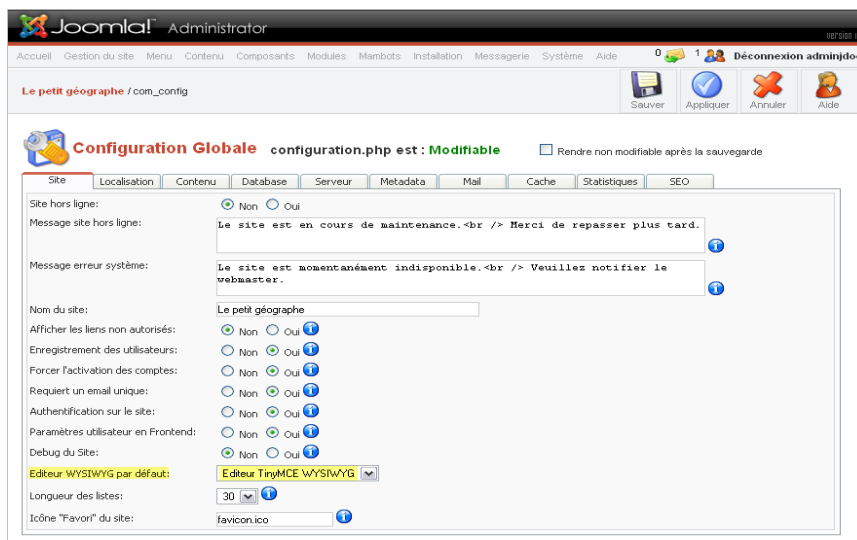 Joomla! Administrator
version
Accueil Gestion du site Menu Contenu Composants Modules Mambots Installation Messagerie Système Aide 0 1 Déconnexion adminjdo
Le petit géographe / com_config
Sauver Appliquer Annuler Aide
Configuration Globale configuration.php est : Modifiable Rendre non modifiable après la sauvegarde
Site Localisation Contenu Database Serveur Metadata Mail Cache Statistiques SEO
Site hors ligne: Non Oui
Message site hors ligne: Le site est en cours de maintenance.<br /> Merci de repasser plus tard.
Message erreur système: Le site est momentanément indisponible.<br /> Veuillez notifier le
webmaster.
Nom du site: Le petit géographe
Afficher les liens non autorisés: Non Oui
Enregistrement des utilisateurs: Non Oui
Forcer l'activation des comptes: Non Oui
Requiert un email unique: Non Oui
Authentification sur le site: Non Oui
Paramètres utilisateur en Frontend: Non Oui
Debug du Site: Non Oui
Editeur WYSIWYG par défaut: Editeur TinyMCE WYSIWYG
Longueur des listes: 30
Icône "Favori" du site: favicon.ico